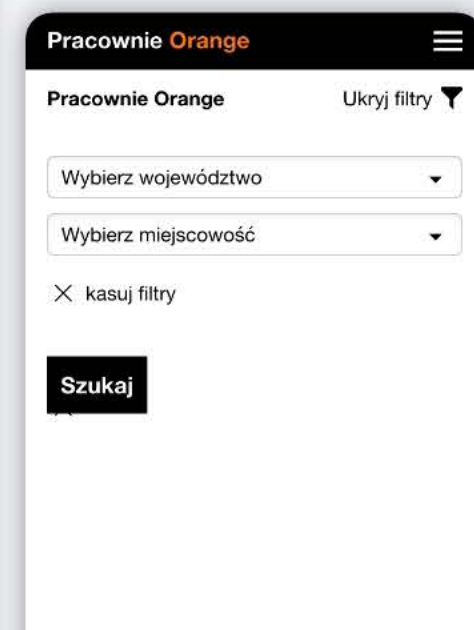 Pracownie Orange
Pracownie Orange Ukryj filtry
Wybierz województwo
Wybierz miejscowość
kasuj filtry
Szukaj